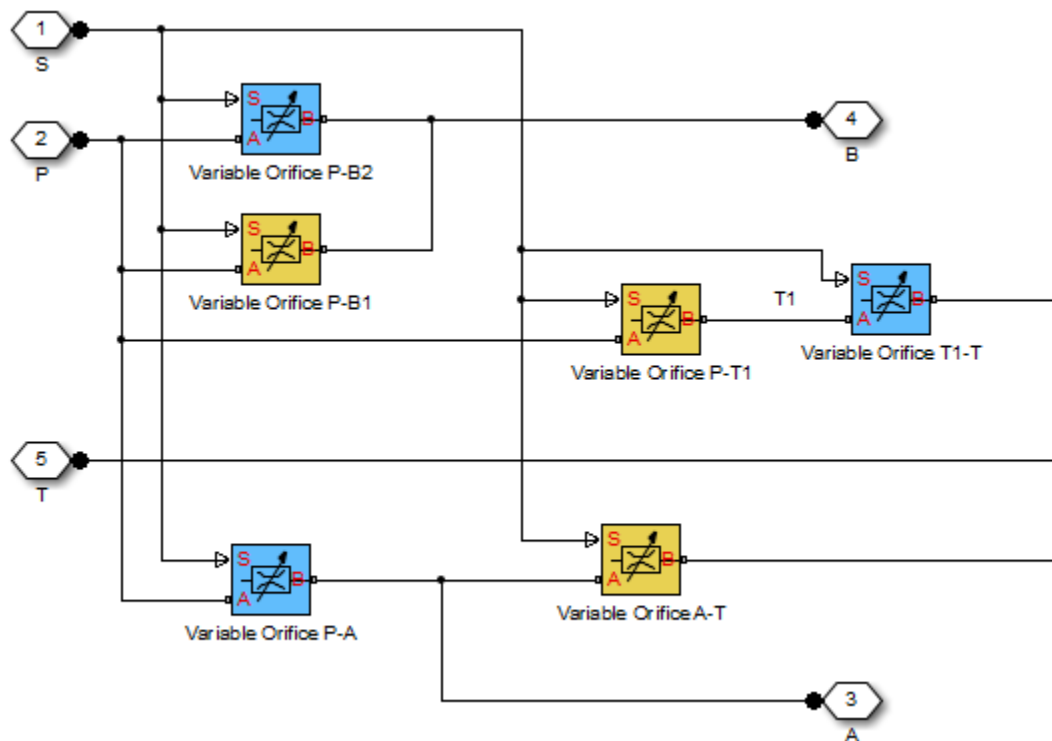 1
S
S
B
A
Variable Orifice P-B2
2
P
4
B
S
B
A
Variable Orifice P-B1
S
B
A
Variable Orifice P-T1
T1
S
B
A
Variable Orifice T1-T
5
T
S
B
A
Variable Orifice P-A
S
B
A
Variable Orifice A-T
3
A